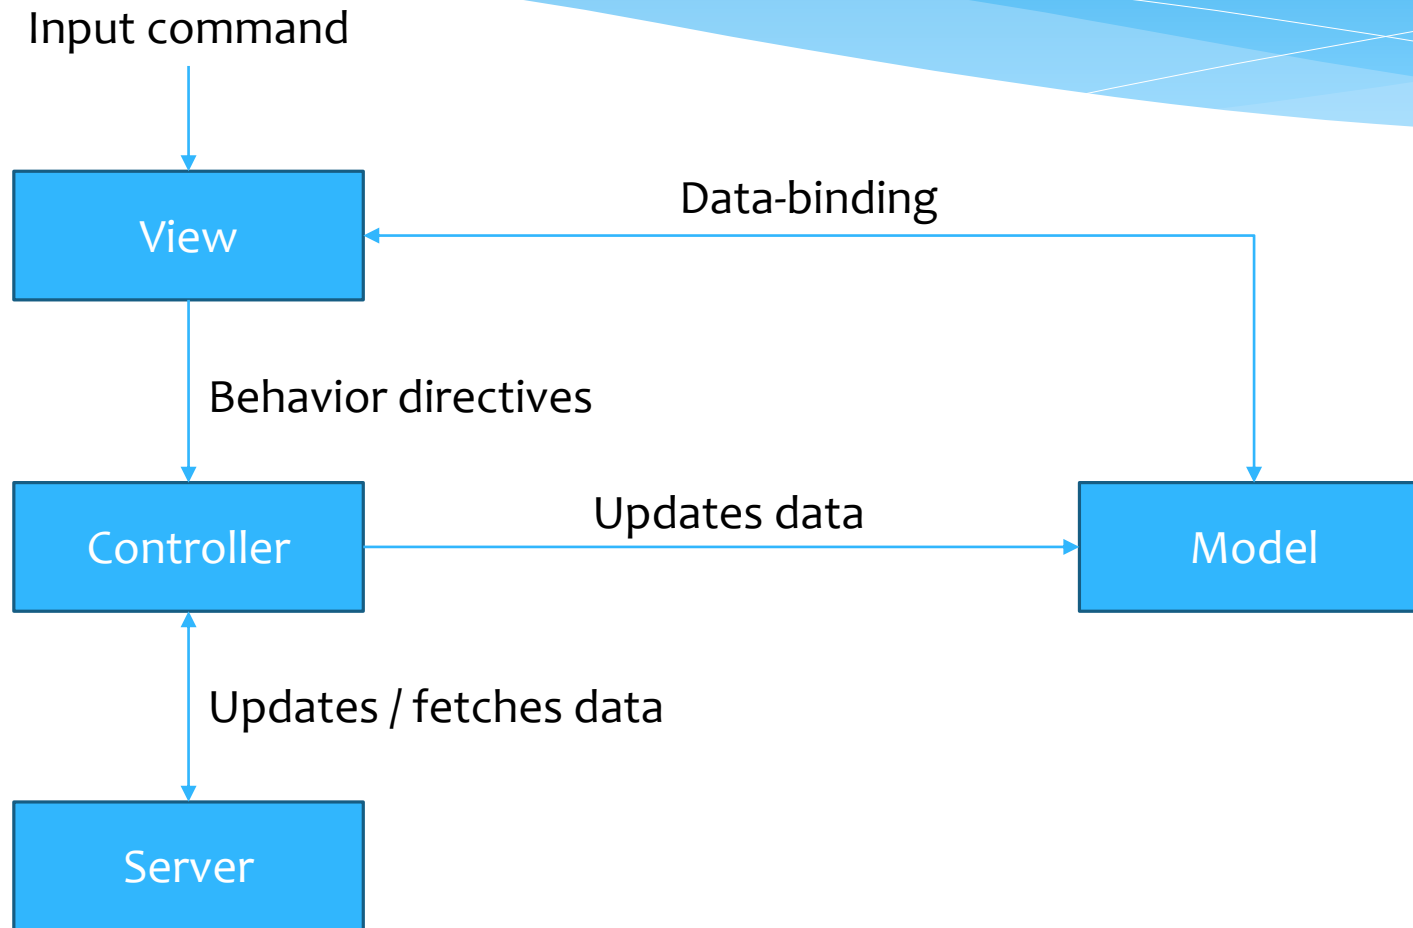 Input command
View
Data-binding
Behavior directives
Controller
Updates data
Model
Updates / fetches data
Server